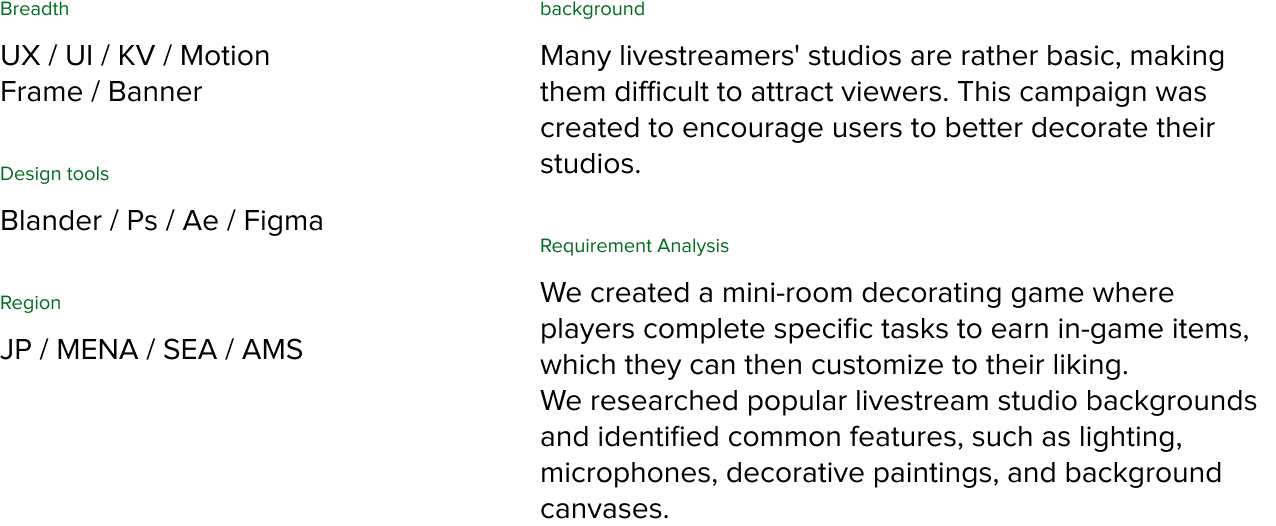 Breadth
UX / UI / KV / Motion
Frame / Banner
Design tools
Blander / Ps / Ae / Figma
Region
JP / MENA / SEA / AMS
background
Many livestreamers' studios are rather basic, making
them difficult to attract viewers. This campaign was
created to encourage users to better decorate their
studios.
Requirement Analysis
We created a mini-room decorating game where
players complete specific tasks to earn in-game items,
which they can then customize to their liking.
We researched popular livestream studio backgrounds
and identified common features, such as lighting,
microphones, decorative paintings, and background
canvases.